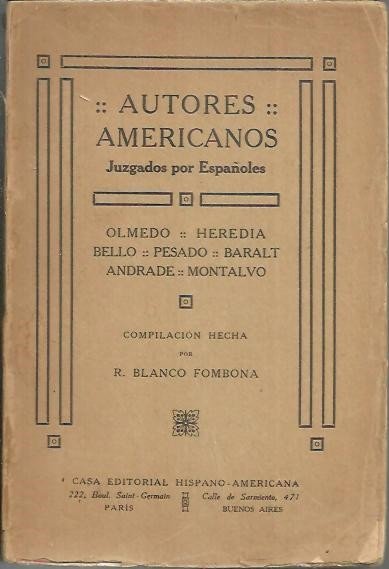 :: AUTORES ::
AMERICANOS
Juzgados por Españoles
OLMEDO :: HEREDIA
BELLO :: PESADO :: BARALT
ANDRADE :: MONTALVO
COMPILACIÓN HECHA
POR
R. BLANCO FOMBONA
CASA EDITORIAL HISPANO-AMERICANA
222, Boul. Saint-Germain
PARÍS
Calle de Sarmiento, 471
BUENOS AIRES